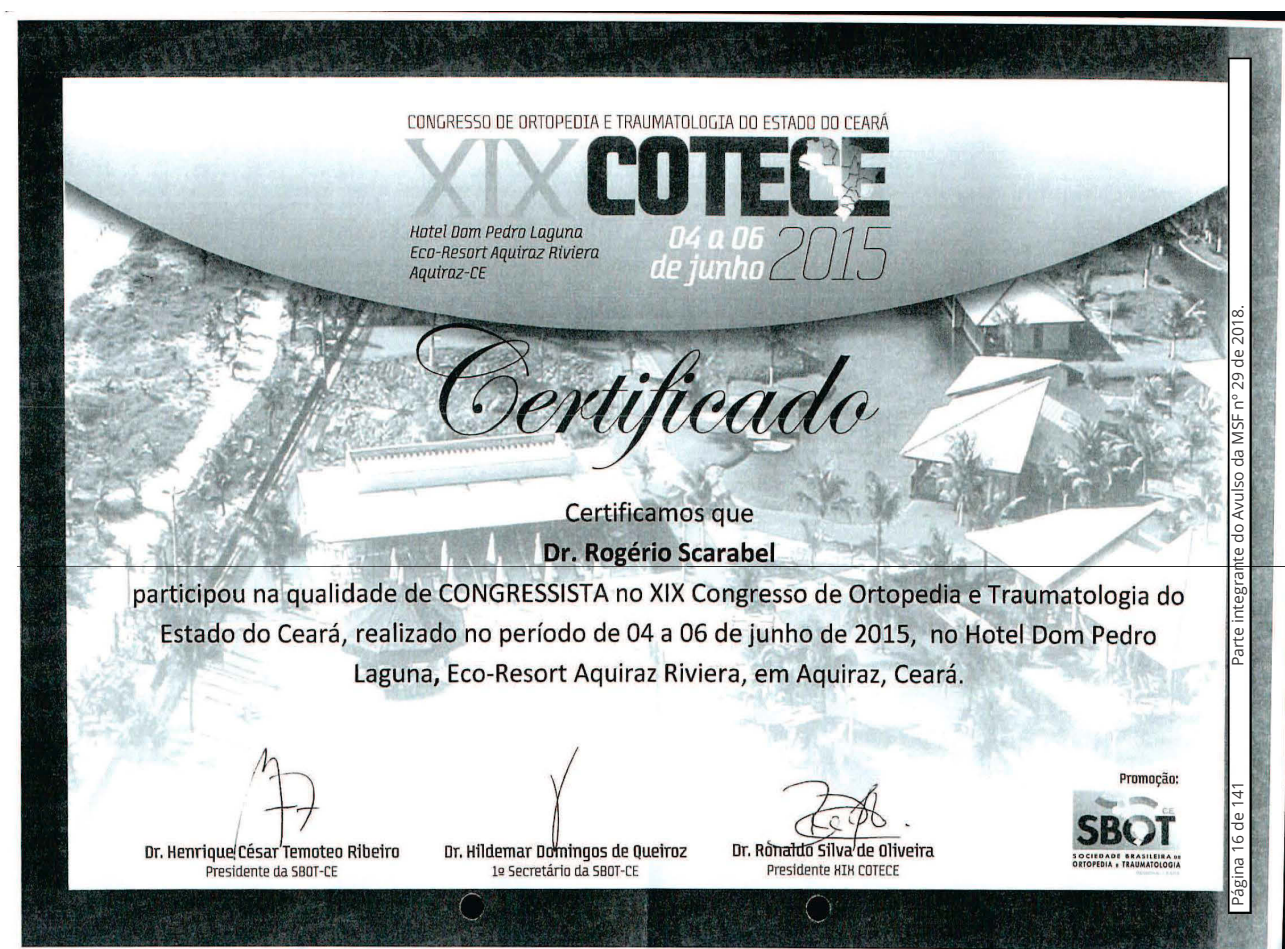 CONGRESSO DE ORTOPEDIA E TRAUMATOLOGIA DO ESTADO DO CEARÁ
XIX COTECE
Hotel Dom Pedro Laguna
Eco-Resort Aquiraz Riviera
Aquiraz-CE
04 a 06
de junho 2015
Certificado
Certificamos que
Dr. Rogério Scarabel
participou na qualidade de CONGRESSISTA no XIX Congresso de Ortopedia e Traumatologia do
Estado do Ceará, realizado no período de 04 a 06 de junho de 2015, no Hotel Dom Pedro
Laguna, Eco-Resort Aquiraz Riviera, em Aquiraz, Ceará.
Dr. Henrique César Temoteo Ribeiro
Presidente da SBOT-CE
Dr. Hildemar Domingos de Queiroz
1º Secretário da SBOT-CE
Dr. Ronaldo Silva de Oliveira
Presidente XIX COTECE
Promoção:
CE
SBOT
SOCIEDADE BRASILEIRA DE
ORTOPEDIA E TRAUMATOLOGIA
Página 16 de 141
Parte integrante do Avulso da MSF nº 29 de 2018.